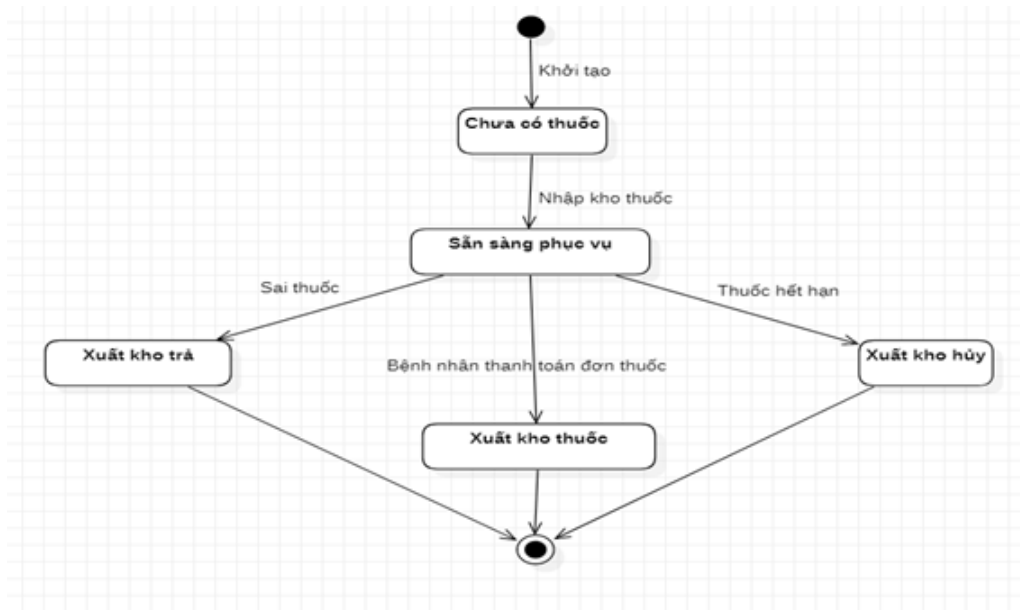 Khởi tạo
Chưa có thuốc
Nhập kho thuốc
Sẵn sàng phục vụ
Sai thuốc
Thuốc hết hạn
Xuất kho trả
Bệnh nhân thanh toán đơn thuốc
Xuất kho hủy
Xuất kho thuốc